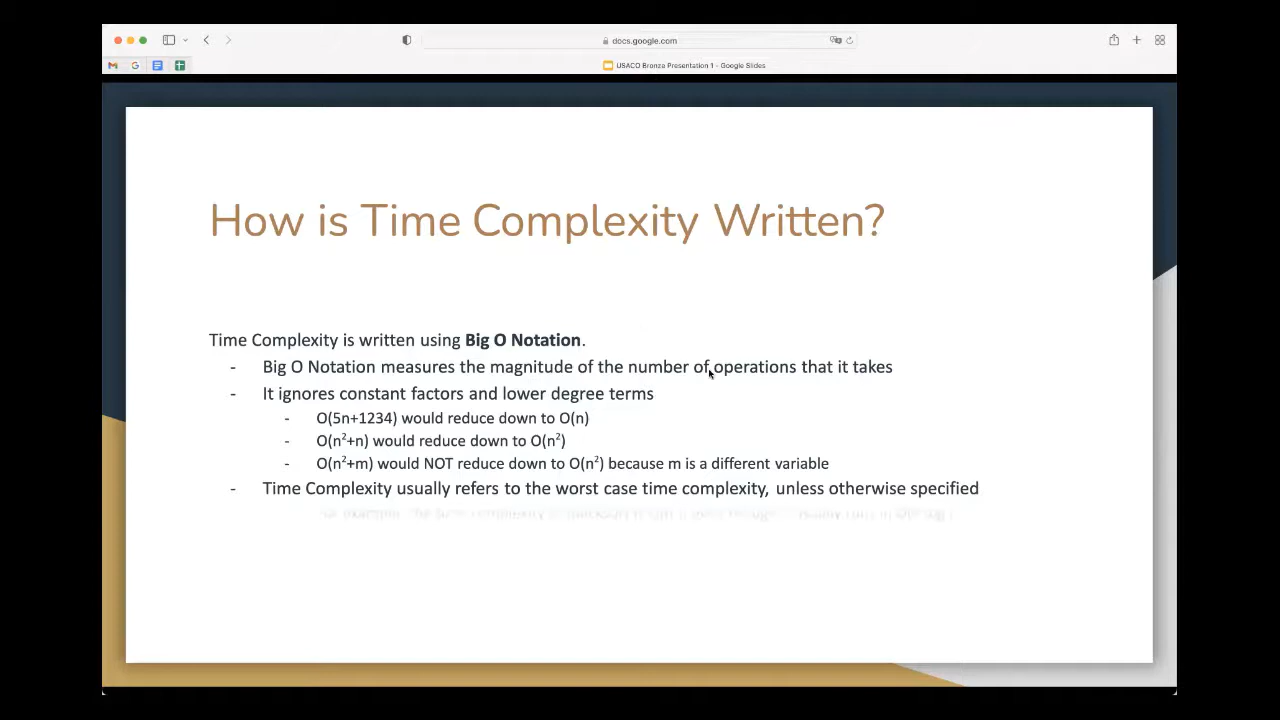 docs.google.com
USACO Bronze Presentation 1 - Google Slides
How is Time Complexity Written?
Time Complexity is written using Big O Notation.
- Big O Notation measures the magnitude of the number of operations that it takes
- It ignores constant factors and lower degree terms
- O(5n+1234) would reduce down to O(n)
- O(n²+n) would reduce down to O(n²)
- O(n²+m) would NOT reduce down to O(n²) because m is a different variable
- Time Complexity usually refers to the worst case time complexity, unless otherwise specified